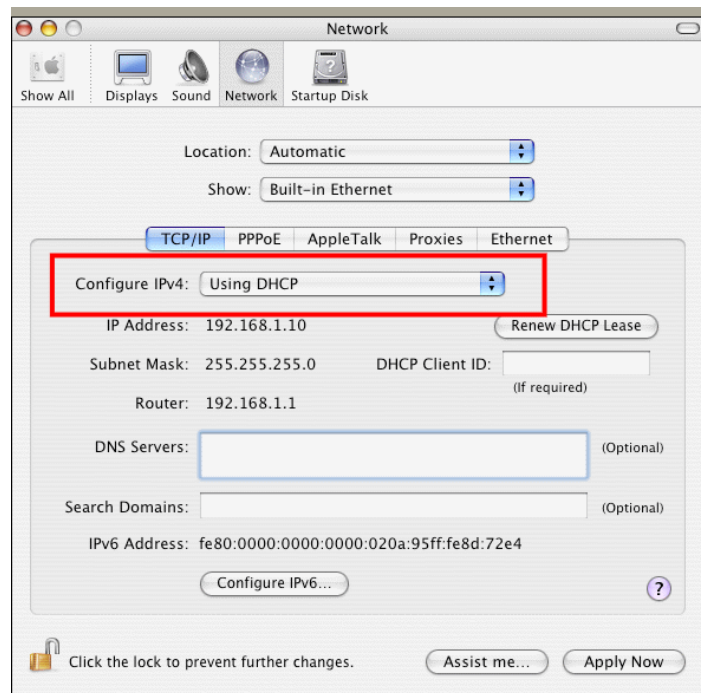 Network
Show All Displays Sound Network Startup Disk
Location: Automatic
Show: Built-in Ethernet
TCP/IP PPPoE AppleTalk Proxies Ethernet
Configure IPv4: Using DHCP
IP Address: 192.168.1.10 Renew DHCP Lease
Subnet Mask: 255.255.255.0 DHCP Client ID:
(If required)
Router: 192.168.1.1
DNS Servers: (Optional)
Search Domains: (Optional)
IPv6 Address: fe80:0000:0000:0000:020a:95ff:fe8d:72e4
Configure IPv6... ?
Click the lock to prevent further changes. Assist me... Apply Now